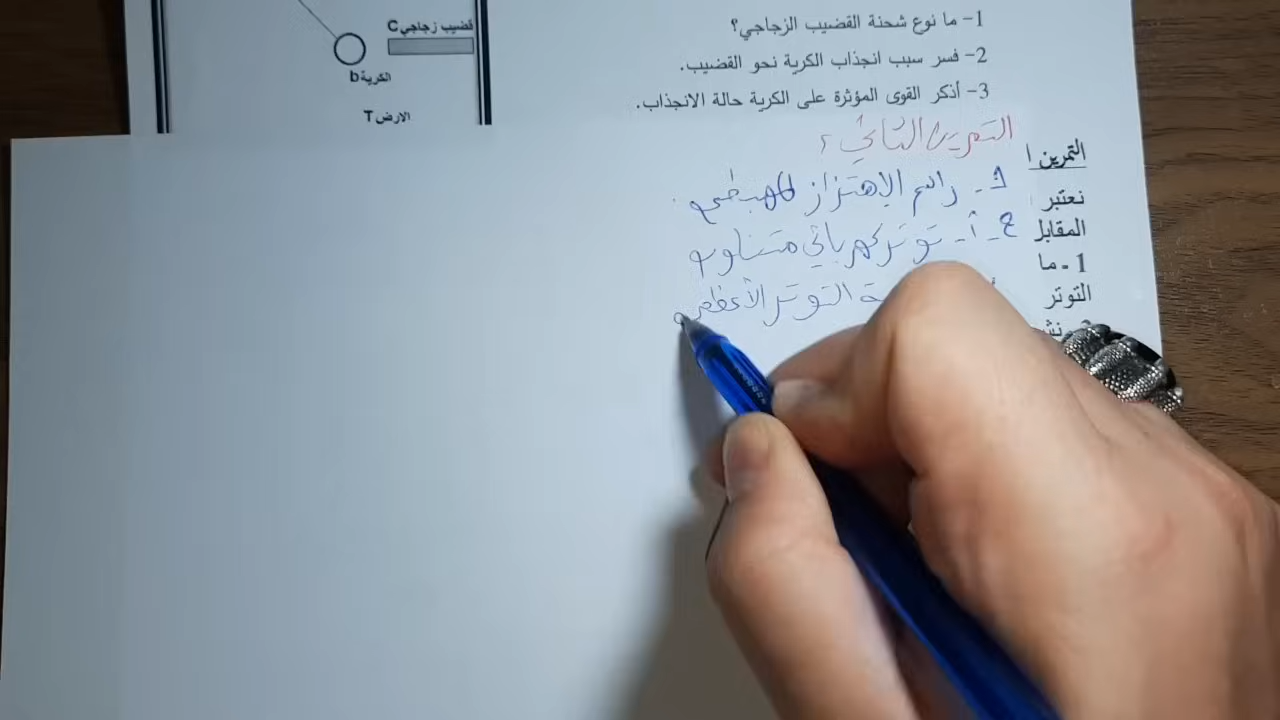 1- ما نوع شحنة القضيب الزجاجي؟
2- فسر سبب انجذاب الكرية نحو القضيب.
3- أذكر القوى المؤثرة على الكرية حالة الانجذاب.
قضيب زجاجي C
الكرية b
الارض T
التمرين الثاني:
1- راسم الاهتزاز المهبطي.
2- أ- توتر كهربائي متناوب
التوتر الأعظمي
التمرين ا
نعتبر
المقابل
1 - ما
التوتر